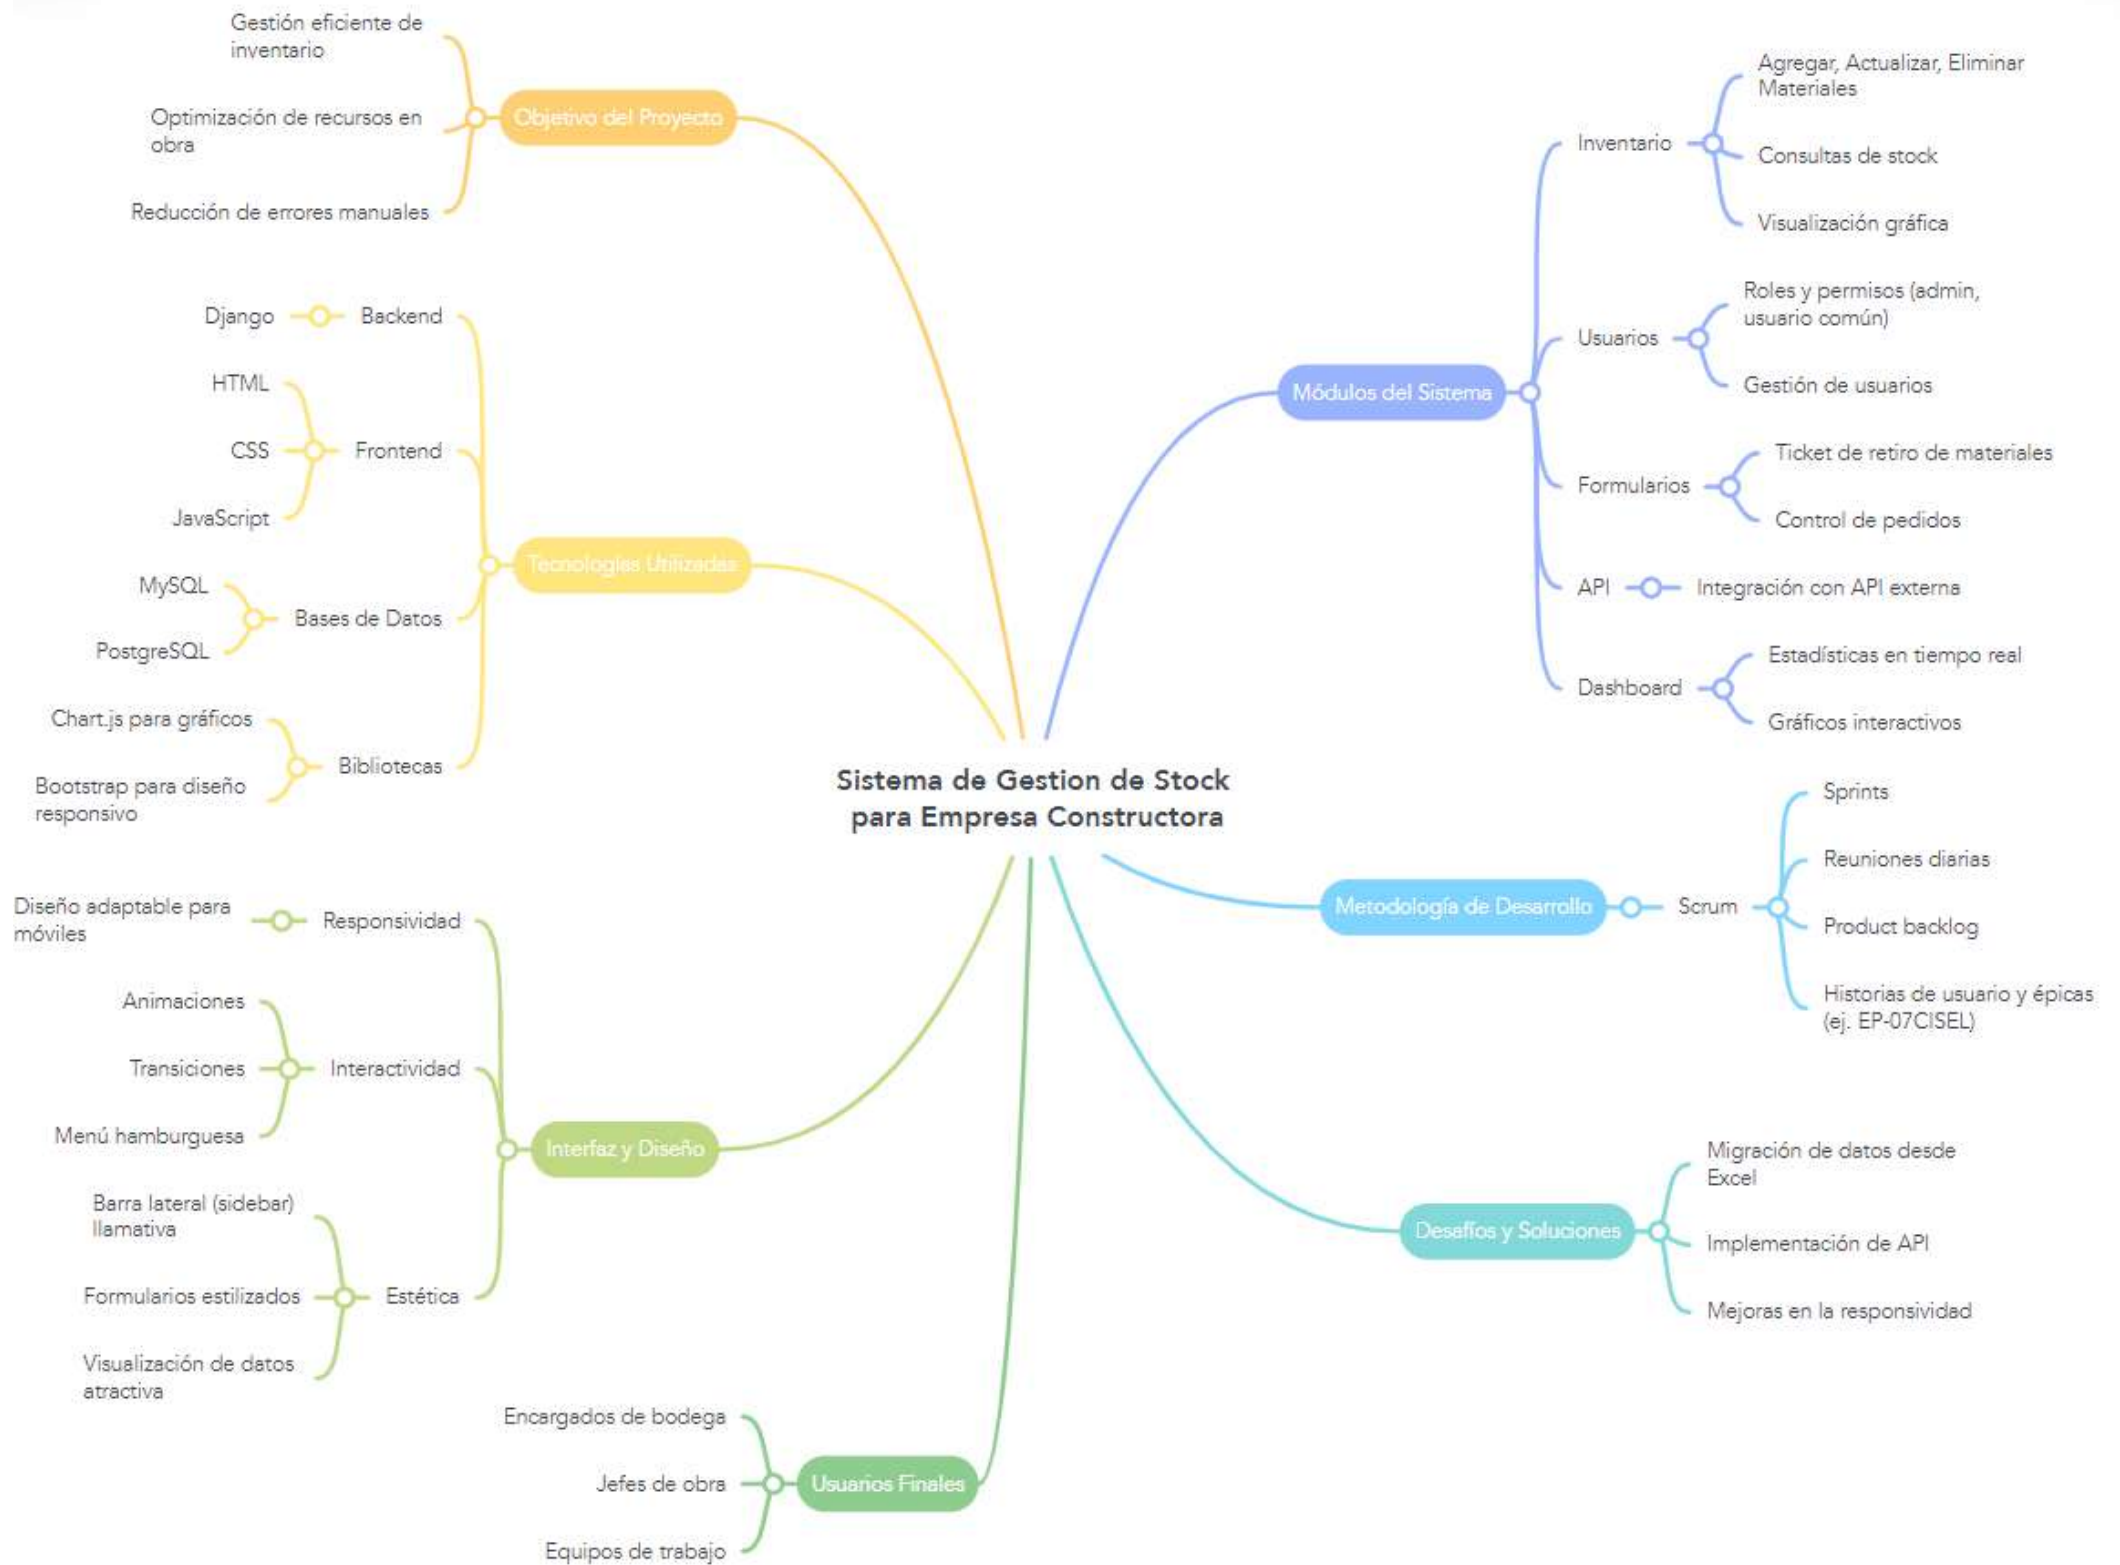 Gestión eficiente de
inventario
Optimización de recursos en
obra
Reducción de errores manuales
Objetivo del Proyecto
Django
Backend
HTML
CSS
JavaScript
Frontend
MySQL
PostgreSQL
Bases de Datos
Chart.js para gráficos
Bootstrap para diseño
responsivo
Bibliotecas
Tecnologías Utilizadas
Diseño adaptable para
móviles
Responsividad
Animaciones
Transiciones
Menú hamburguesa
Interactividad
Barra lateral (sidebar)
llamativa
Formularios estilizados
Visualización de datos
atractiva
Estética
Interfaz y Diseño
Encargados de bodega
Jefes de obra
Equipos de trabajo
Usuarios Finales
Sistema de Gestion de Stock
para Empresa Constructora
Módulos del Sistema
Inventario
Agregar, Actualizar, Eliminar
Materiales
Consultas de stock
Visualización gráfica
Usuarios
Roles y permisos (admin,
usuario común)
Gestión de usuarios
Formularios
Ticket de retiro de materiales
Control de pedidos
API
Integración con API externa
Dashboard
Estadísticas en tiempo real
Gráficos interactivos
Metodología de Desarrollo
Scrum
Sprints
Reuniones diarias
Product backlog
Historias de usuario y épicas
(ej. EP-07CISEL)
Desafíos y Soluciones
Migración de datos desde
Excel
Implementación de API
Mejoras en la responsividad